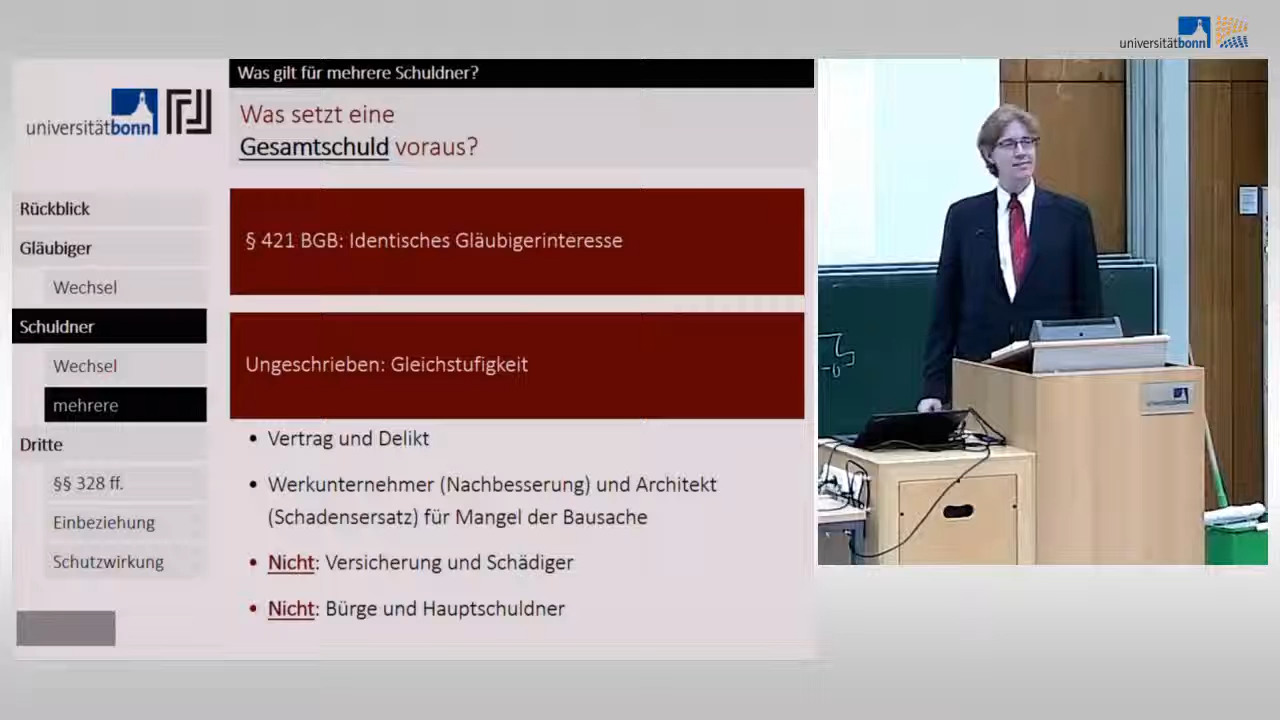 universitätbonn
Was gilt für mehrere Schuldner?
Was setzt eine
Gesamtschuld voraus?
universitätbonn
Rückblick
Gläubiger
Wechsel
Schuldner
Wechsel
mehrere
Dritte
§§ 328 ff.
Einbeziehung
Schutzwirkung
§ 421 BGB: Identisches Gläubigerinteresse
Ungeschrieben: Gleichstufigkeit
• Vertrag und Delikt
• Werkunternehmer (Nachbesserung) und Architekt
(Schadensersatz) für Mangel der Bausache
• Nicht: Versicherung und Schädiger
• Nicht: Bürge und Hauptschuldner